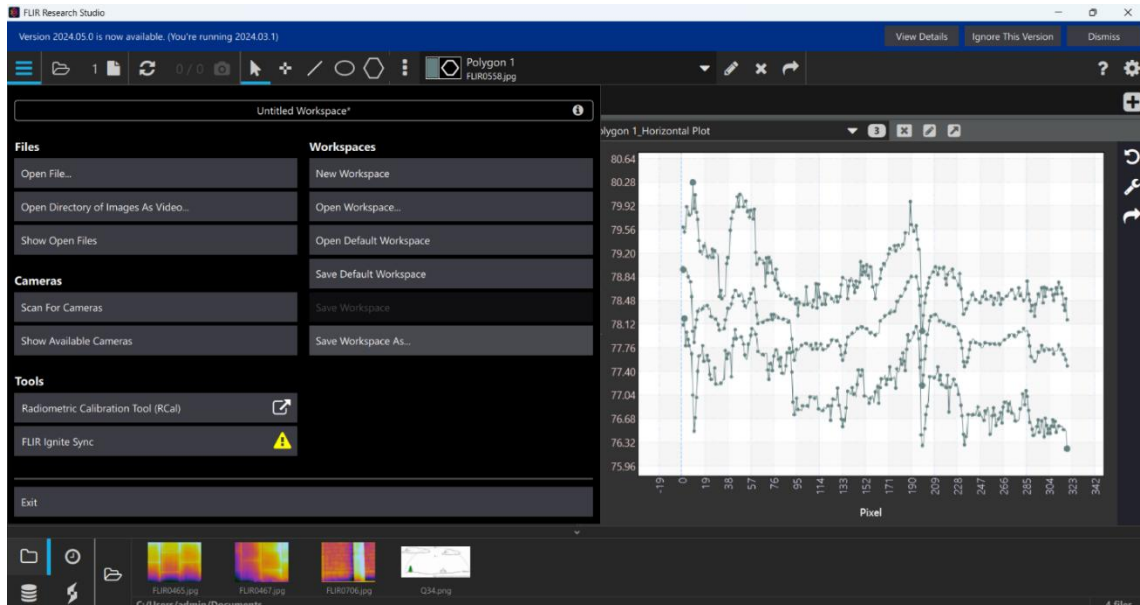 FLIR Research Studio
Version 2024.05.0 is now available. (You're running 2024.03.1)
View Details
Ignore This Version
Dismiss
1
0 / 0
Polygon 1
FLIR0558.jpg
?
Untitled Workspace*
Files
Open File...
Open Directory of Images As Video...
Show Open Files
Cameras
Scan For Cameras
Show Available Cameras
Tools
Radiometric Calibration Tool (RCal)
FLIR Ignite Sync
Exit
Workspaces
New Workspace
Open Workspace...
Open Default Workspace
Save Default Workspace
Save Workspace
Save Workspace As...
olygon 1_Horizontal Plot
3
80.64
80.28
79.92
79.56
79.20
78.84
78.48
78.12
77.76
77.40
77.04
76.68
76.32
75.96
-19 0 19 38 57 76 95 114 133 152 171 190 209 228 247 266 285 304 323 342
Pixel
FLIR0465.jpg
FLIR0467.jpg
FLIR0706.jpg
Q34.png
C:/Users/admin/Documents
4 files